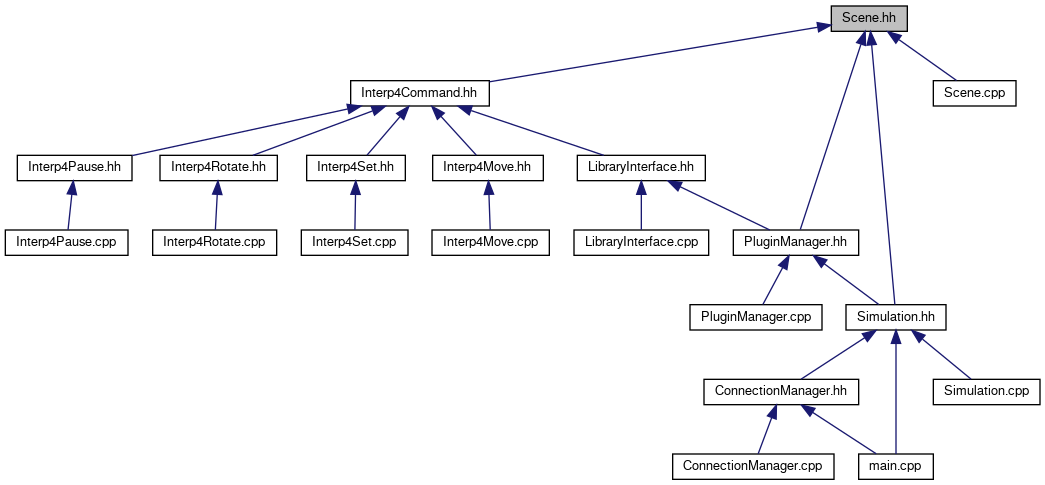 Scene.hh
Interp4Command.hh
Scene.cpp
Interp4Pause.hh
Interp4Rotate.hh
Interp4Set.hh
Interp4Move.hh
LibraryInterface.hh
Interp4Pause.cpp
Interp4Rotate.cpp
Interp4Set.cpp
Interp4Move.cpp
LibraryInterface.cpp
PluginManager.hh
PluginManager.cpp
Simulation.hh
ConnectionManager.hh
Simulation.cpp
ConnectionManager.cpp
main.cpp